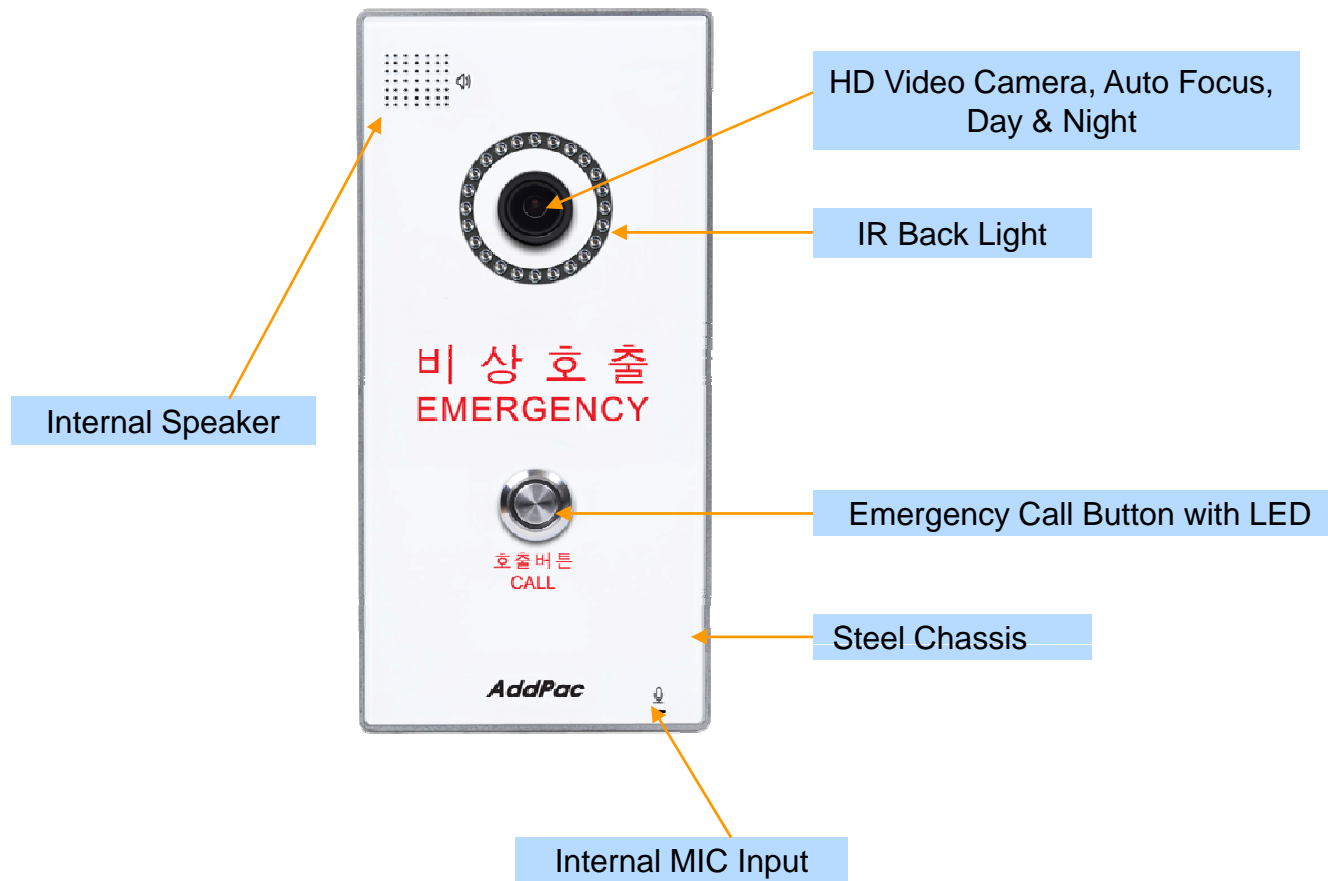 HD Video Camera, Auto Focus,
Day & Night
IR Back Light
비상호출
EMERGENCY
Internal Speaker
Emergency Call Button with LED
호출버튼
CALL
Steel Chassis
AddPac
Internal MIC Input